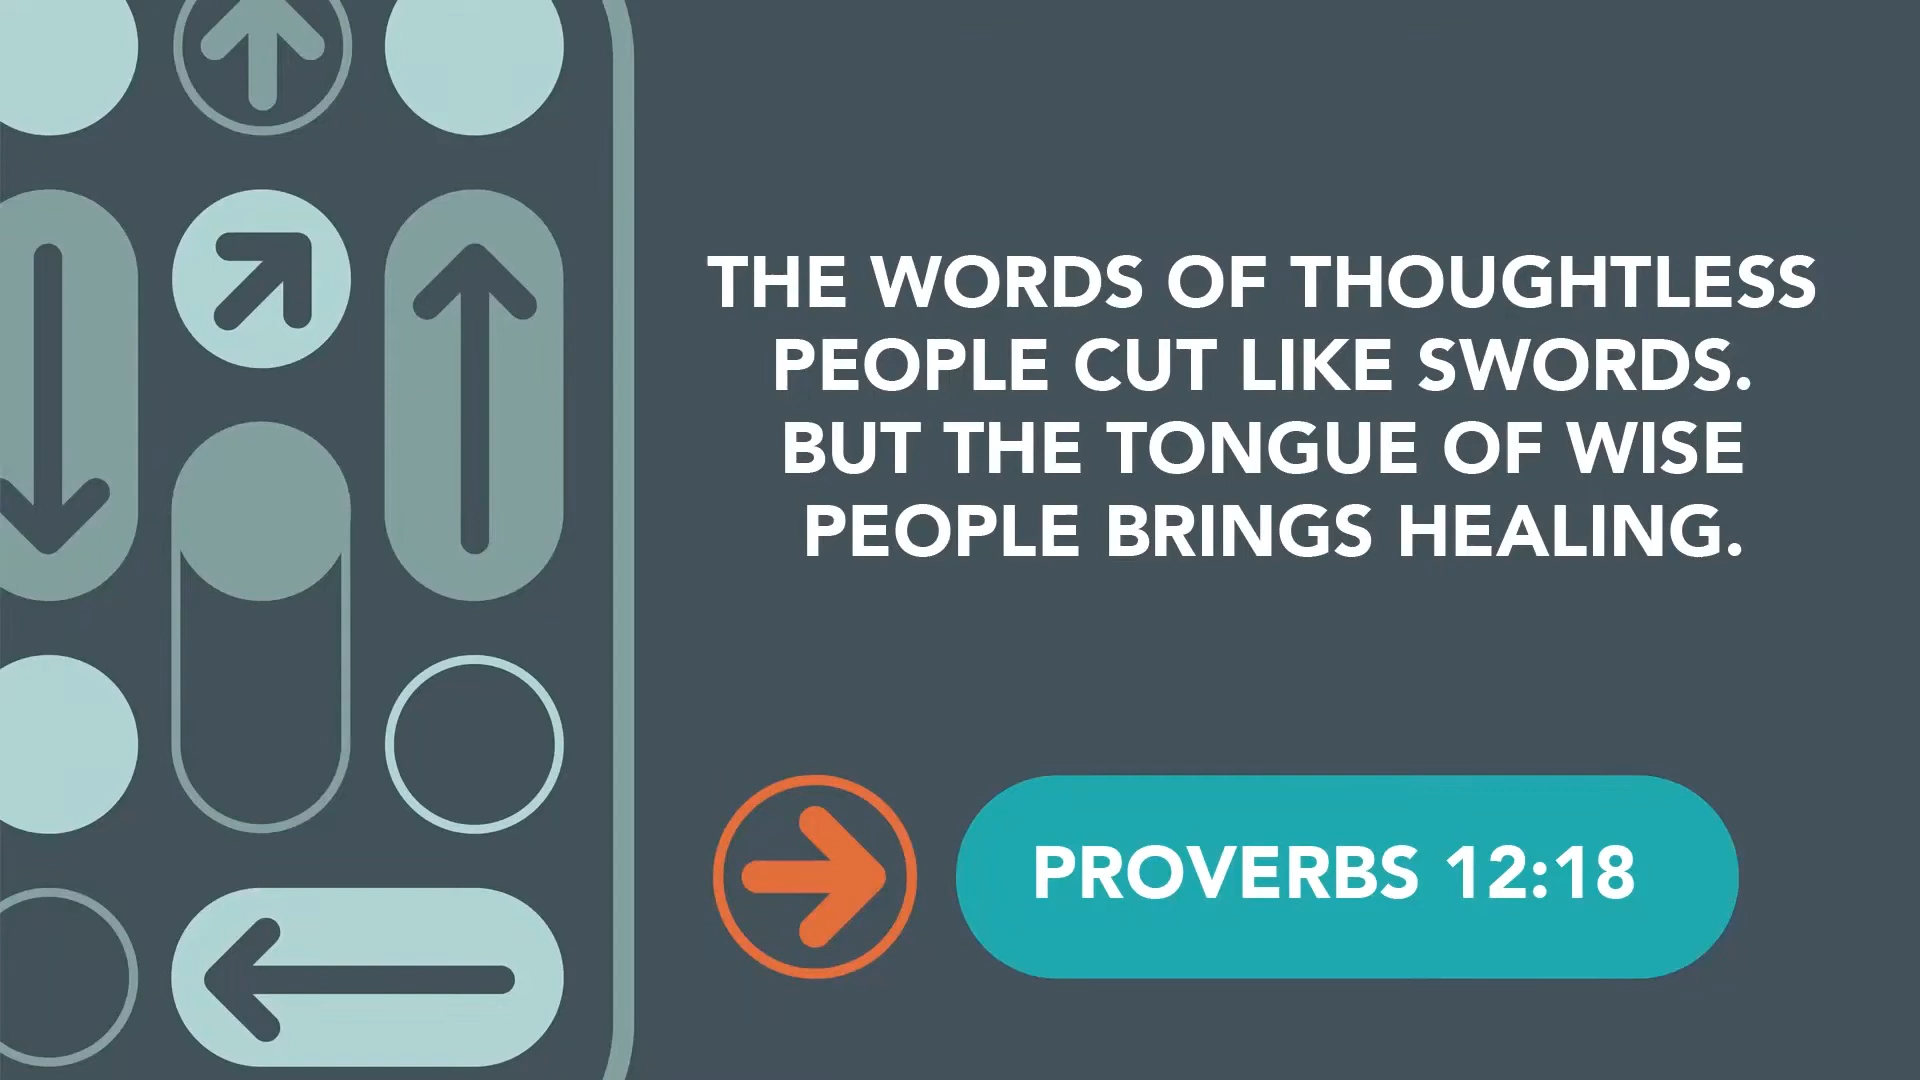 THE WORDS OF THOUGHTLESS
PEOPLE CUT LIKE SWORDS.
BUT THE TONGUE OF WISE
PEOPLE BRINGS HEALING.
PROVERBS 12:18